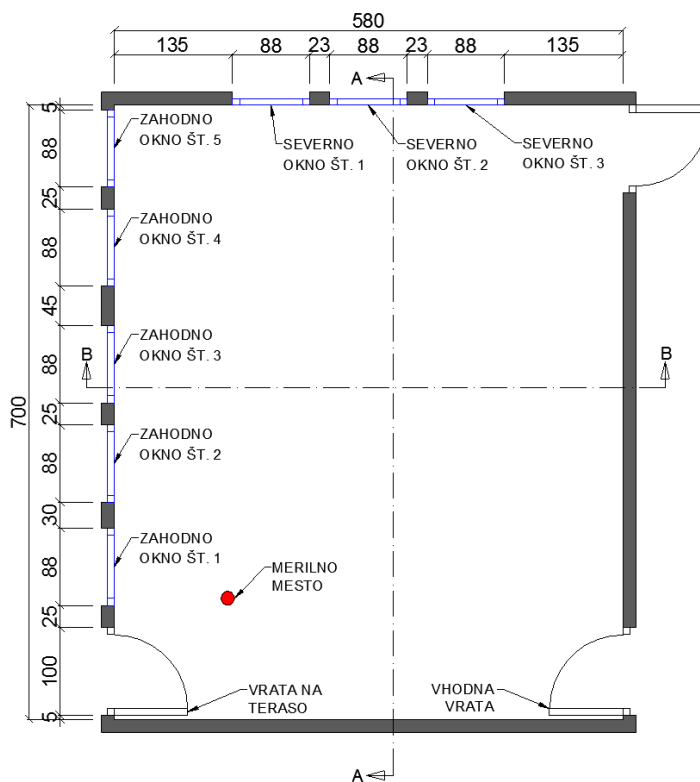 580
135
88
23
88
23
88
135
A
5
ZAHODNO
OKNO ŠT. 5
SEVERNO
OKNO ŠT. 1
SEVERNO
OKNO ŠT. 2
SEVERNO
OKNO ŠT. 3
88
25
ZAHODNO
OKNO ŠT. 4
88
45
ZAHODNO
OKNO ŠT. 3
88
B
B
700
25
ZAHODNO
OKNO ŠT. 2
88
30
ZAHODNO
OKNO ŠT. 1
88
MERILNO
MESTO
25
100
VRATA NA
TERASO
VHODNA
VRATA
5
A